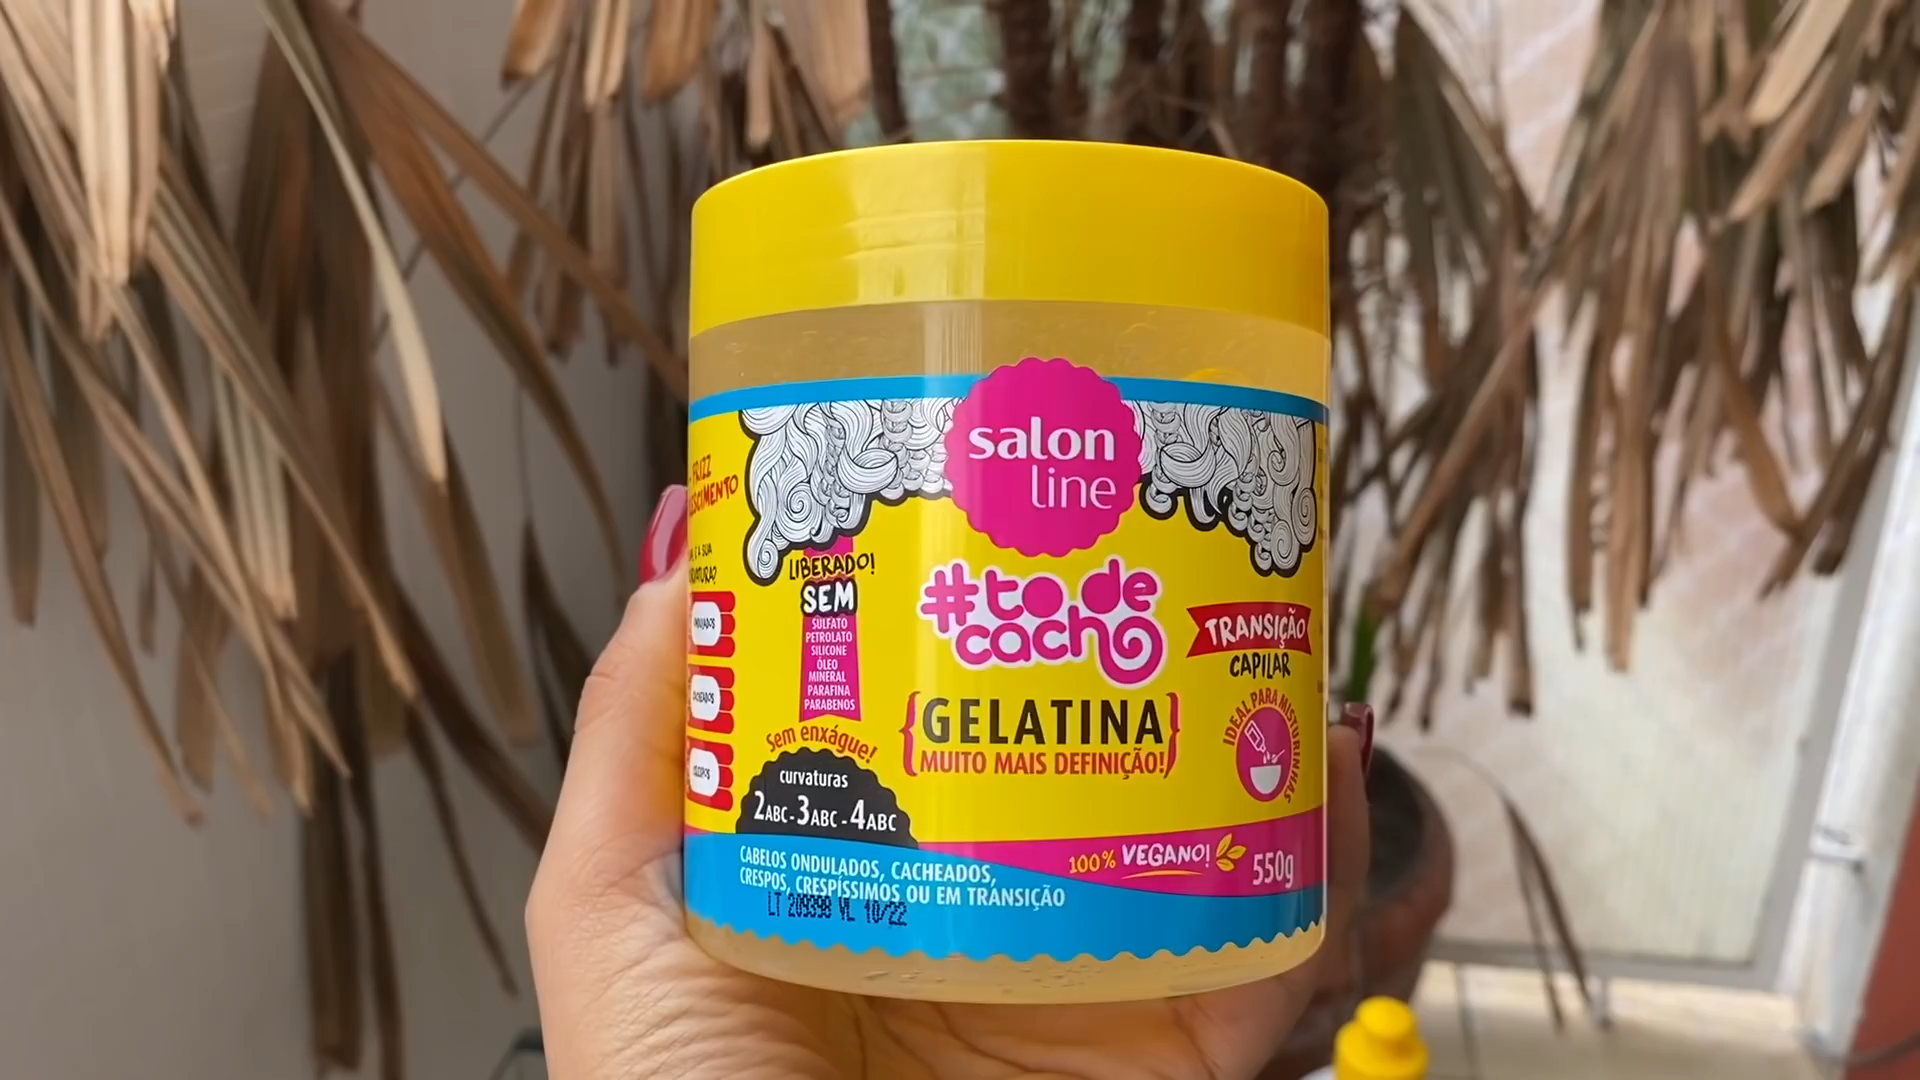 salon
line
#to de
cacho
{GELATINA
MUITO MAIS DEFINIÇÃO!}
LIBERADO!
SEM
SULFATO
PETROLATO
SILICONE
ÓLEO
MINERAL
PARAFINA
PARABENOS
Sem enxágue!
curvaturas
2ABC - 3ABC - 4ABC
TRANSIÇÃO
CAPILAR
IDEAL PARA MISTURINHAS
100% VEGANO!
550g
CABELOS ONDULADOS, CACHEADOS,
CRESPOS, CRESPÍSSIMOS OU EM TRANSIÇÃO
LT 209398 VL 10/22
FRIZZ
É A SUA